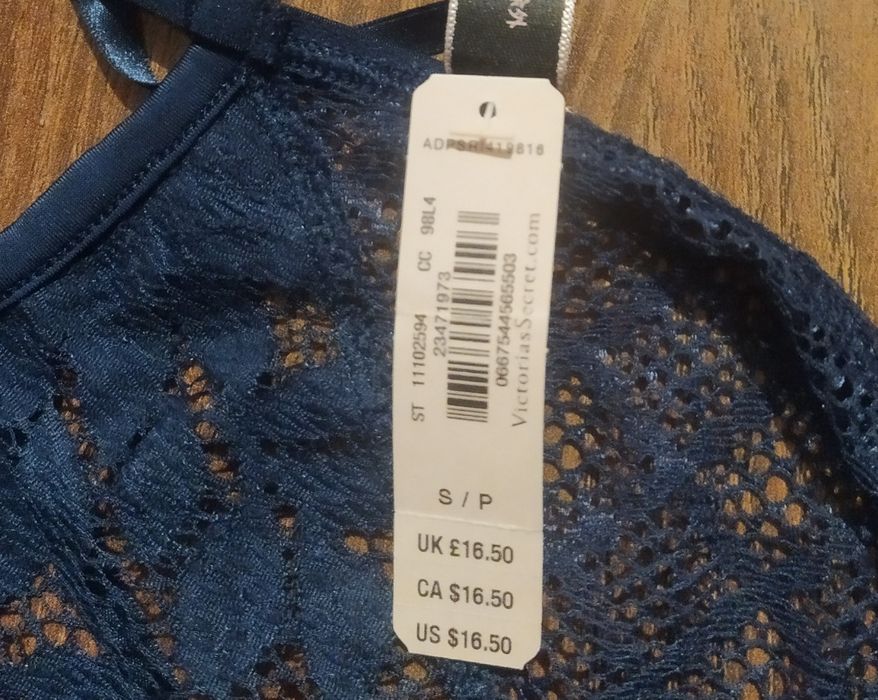 ADPSR 419816
ST 11102594 CC 98L4
23471973
0667544565503
VictoriasSecret.com
S / P
UK £16.50
CA $16.50
US $16.50